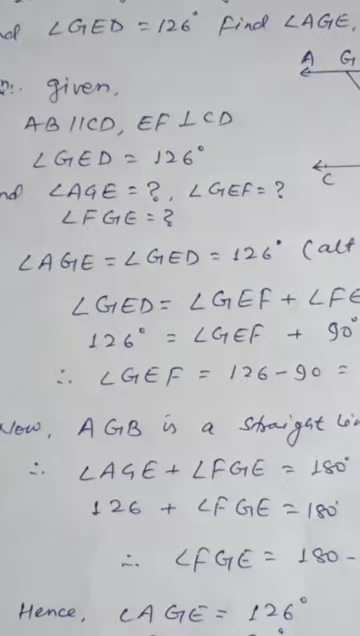 ∠GED = 126° find ∠AGE,
A G
given,
AB || CD, EF ⊥ CD
∠GED = 126°
C
∠AGE = ?, ∠GEF = ?
∠FGE = ?
∠AGE = ∠GED = 126° (alt
∠GED = ∠GEF + ∠FE
126° = ∠GEF + 90°
∴ ∠GEF = 126 - 90 =
Now, AGB is a straight
∴ ∠AGE + ∠FGE = 180°
126 + ∠FGE = 180°
∴ ∠FGE = 180 -
Hence, ∠AGE = 126°